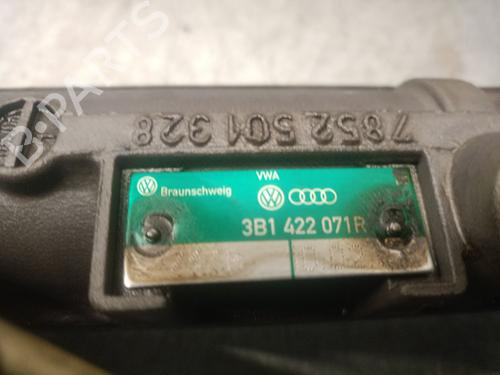 7852 501 328
VWA
Braunschweig
3B1 422 071R
B-PARTS